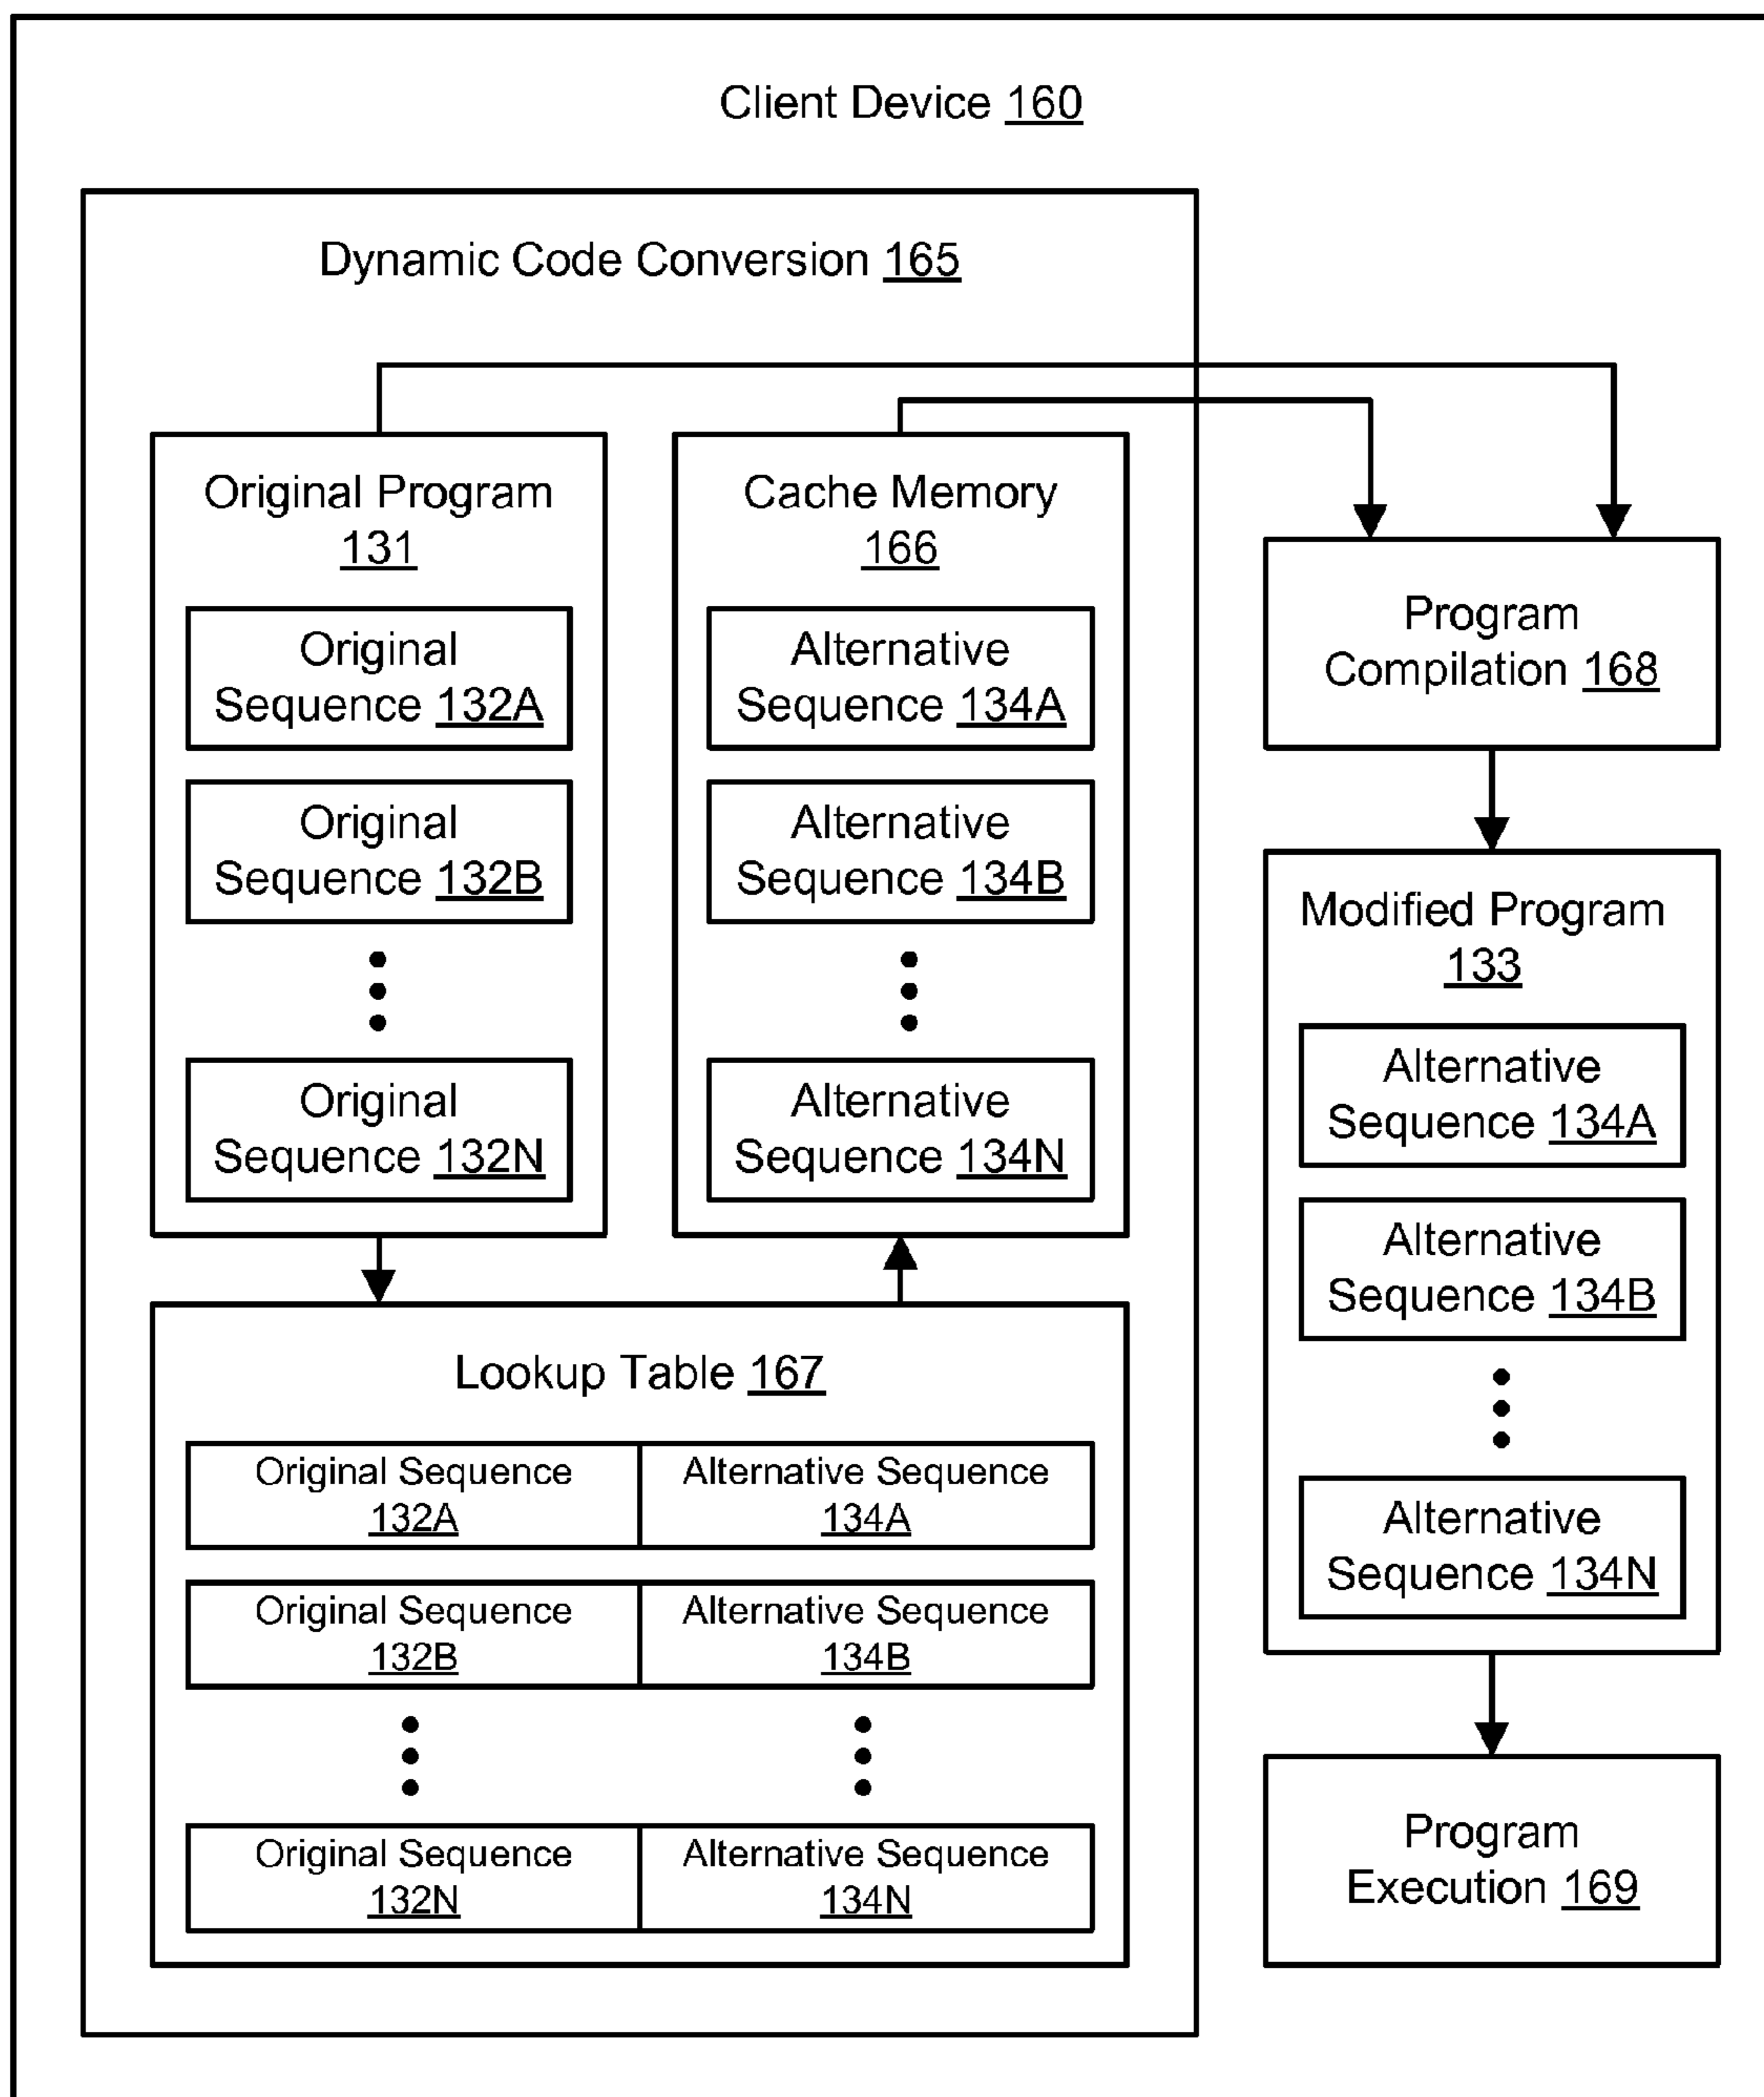 Client Device 160
Dynamic Code Conversion 165
Original Program
131
Original
Sequence 132A
Original
Sequence 132B
Original
Sequence 132N
Cache Memory
166
Alternative
Sequence 134A
Alternative
Sequence 134B
Alternative
Sequence 134N
Lookup Table 167
Original Sequence
132A
Alternative Sequence
134A
Original Sequence
132B
Alternative Sequence
134B
Original Sequence
132N
Alternative Sequence
134N
Program
Compilation 168
Modified Program
133
Alternative
Sequence 134A
Alternative
Sequence 134B
Alternative
Sequence 134N
Program
Execution 169